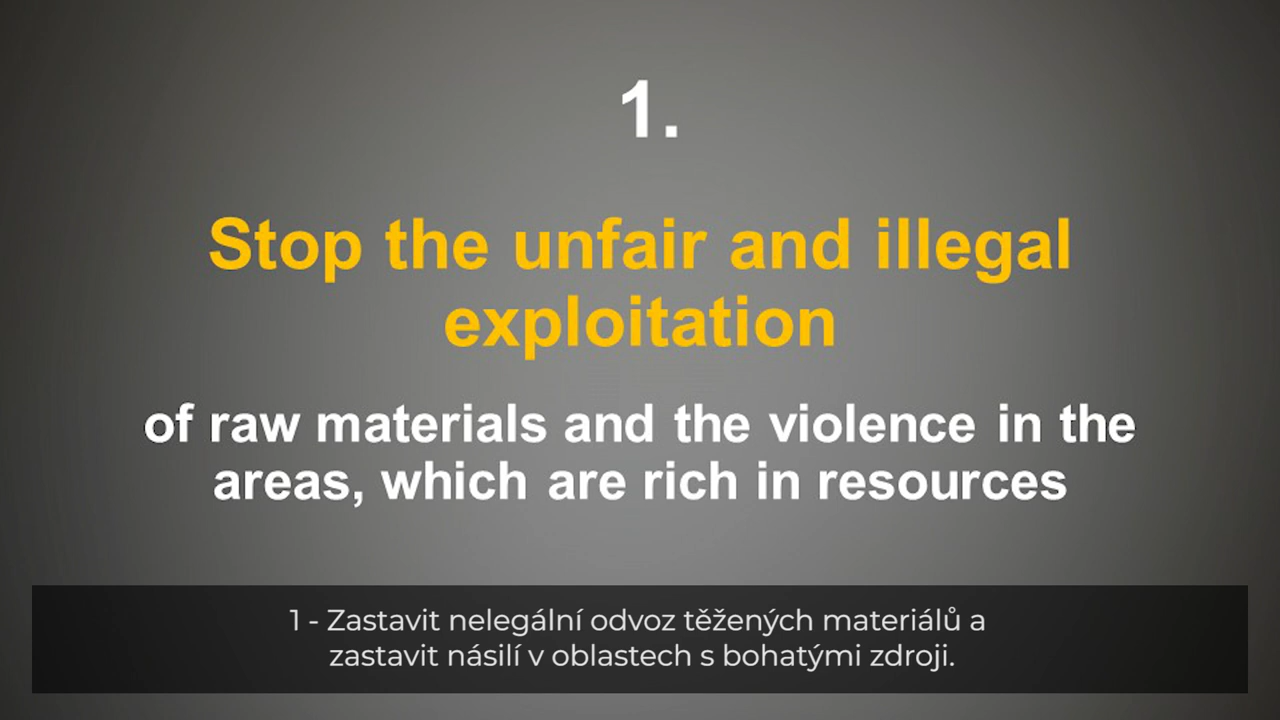 1.
Stop the unfair and illegal
exploitation
of raw materials and the violence in the
areas, which are rich in resources
1 - Zastavit nelegální odvoz těžených materiálů a
zastavit násilí v oblastech s bohatými zdroji.